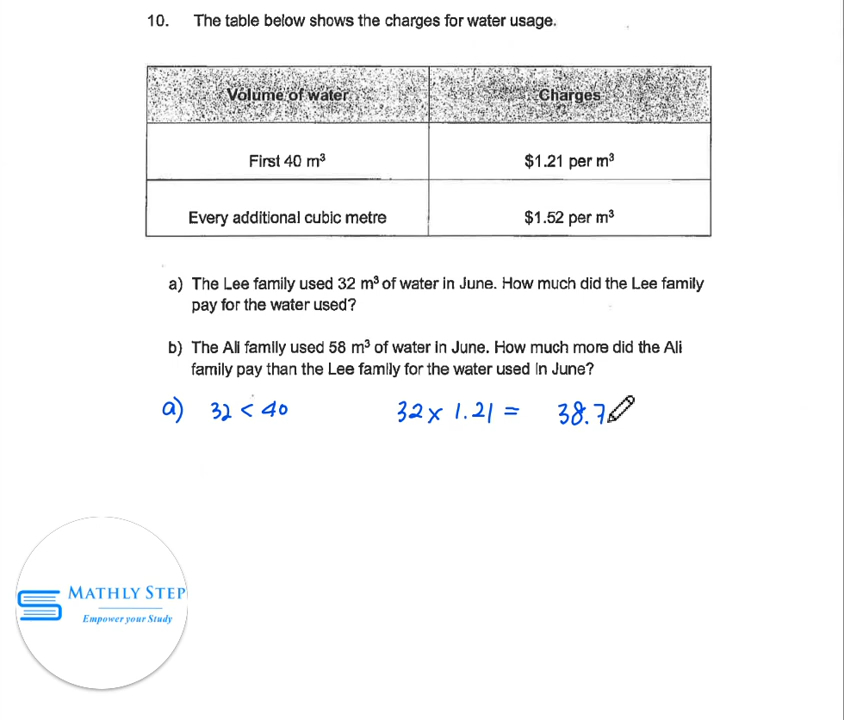 10. The table below shows the charges for water usage.
Volume of water Charges
First 40 m³ $1.21 per m³
Every additional cubic metre $1.52 per m³
a) The Lee family used 32 m³ of water in June. How much did the Lee family
pay for the water used?
b) The Ali family used 58 m³ of water in June. How much more did the Ali
family pay than the Lee family for the water used in June?
a) 32 < 40 32 x 1.21 = 38.7
MATHLY STEP
Empower your Study